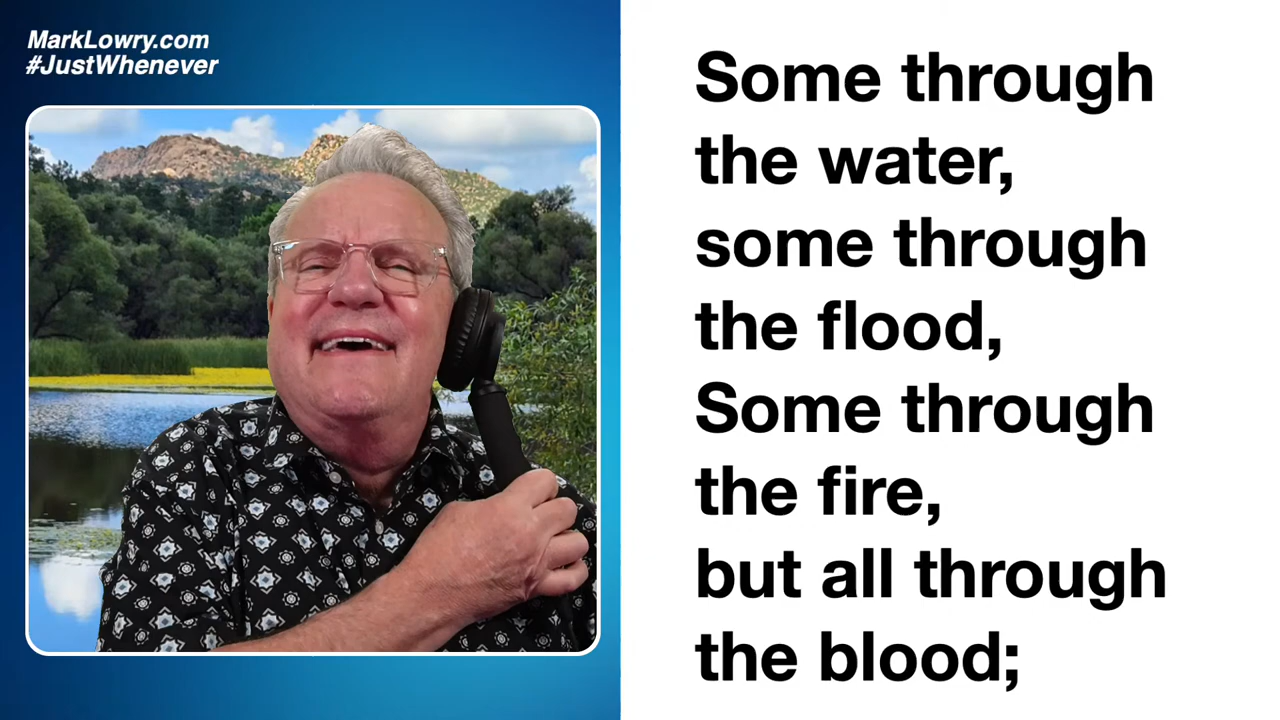 MarkLowry.com
#JustWhenever
Some through
the water,
some through
the flood,
Some through
the fire,
but all through
the blood;